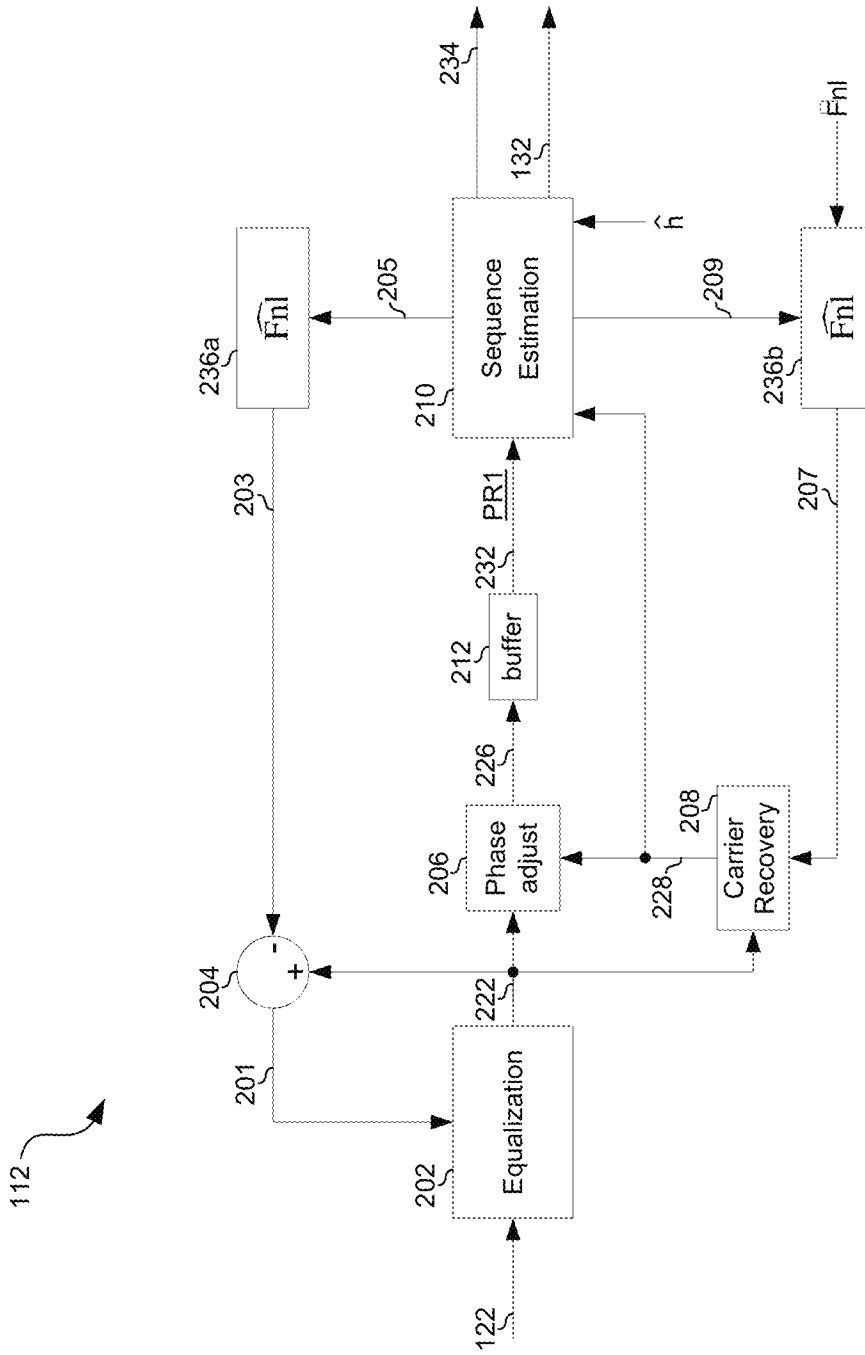 112
204
236a
201
203
F̂nl
205
234
202
206
212
210
132
122
Equalization
222
Phase
adjust
226
buffer
232
PR1
Sequence
Estimation
ĥ
228
208
Carrier
Recovery
207
209
236b
F̂nl
Fnl